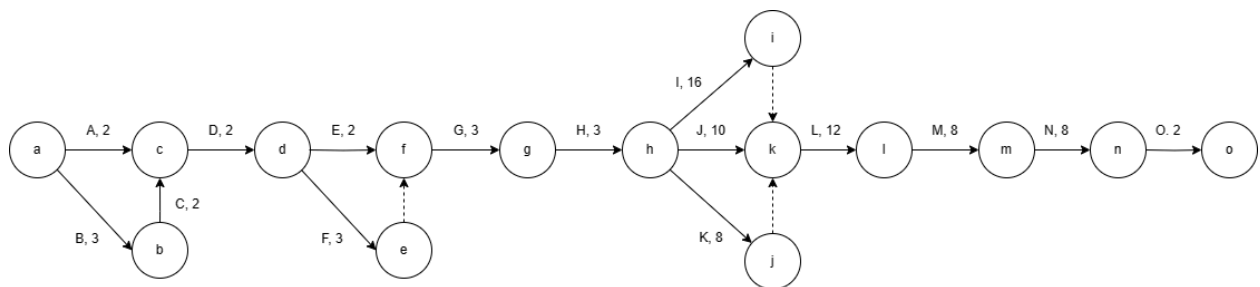 i
I, 16
A, 2
D, 2
E, 2
G, 3
H, 3
J, 10
L, 12
M, 8
N, 8
O. 2
a
c
d
f
g
h
k
l
m
n
o
C, 2
B, 3
F, 3
K, 8
b
e
j